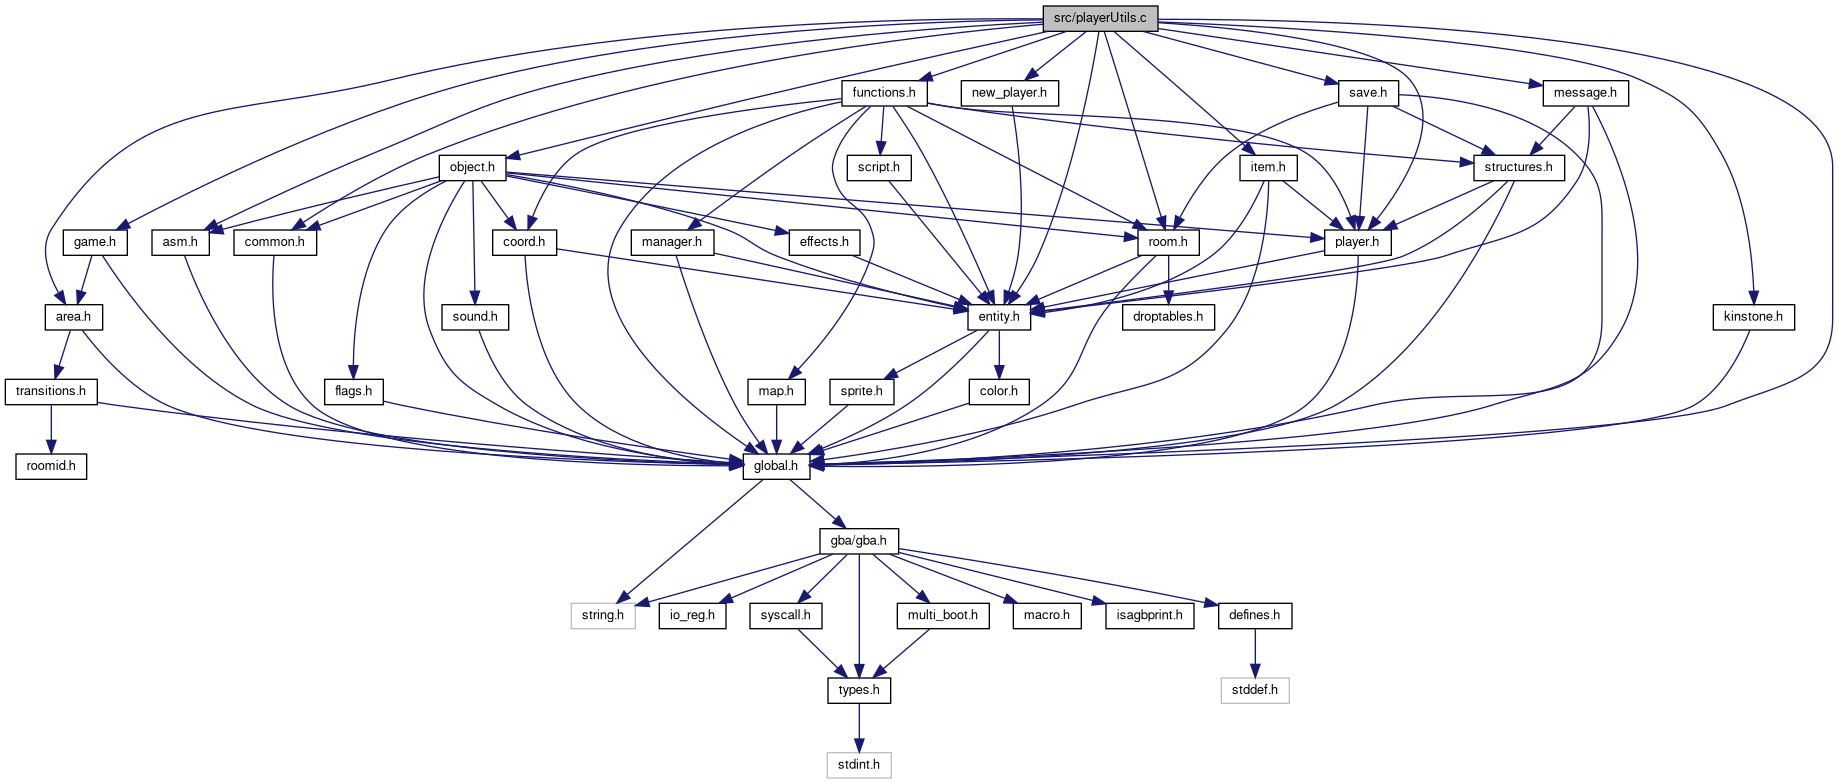 src/playerUtils.c
functions.h
new_player.h
save.h
message.h
object.h
script.h
item.h
structures.h
game.h
asm.h
common.h
coord.h
manager.h
effects.h
room.h
player.h
area.h
sound.h
entity.h
droptables.h
kinstone.h
transitions.h
flags.h
map.h
sprite.h
color.h
roomid.h
global.h
gba/gba.h
string.h
io_reg.h
syscall.h
multi_boot.h
macro.h
isagbprint.h
defines.h
types.h
stddef.h
stdint.h